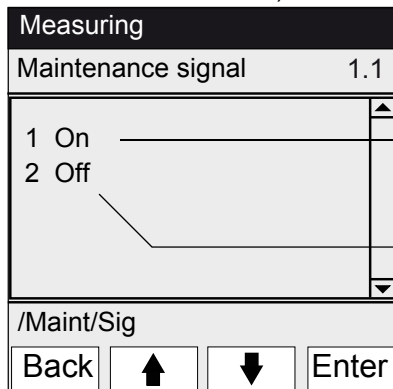 Measuring
Maintenance signal 1.1
1 On
2 Off
/Maint/Sig
Back Enter